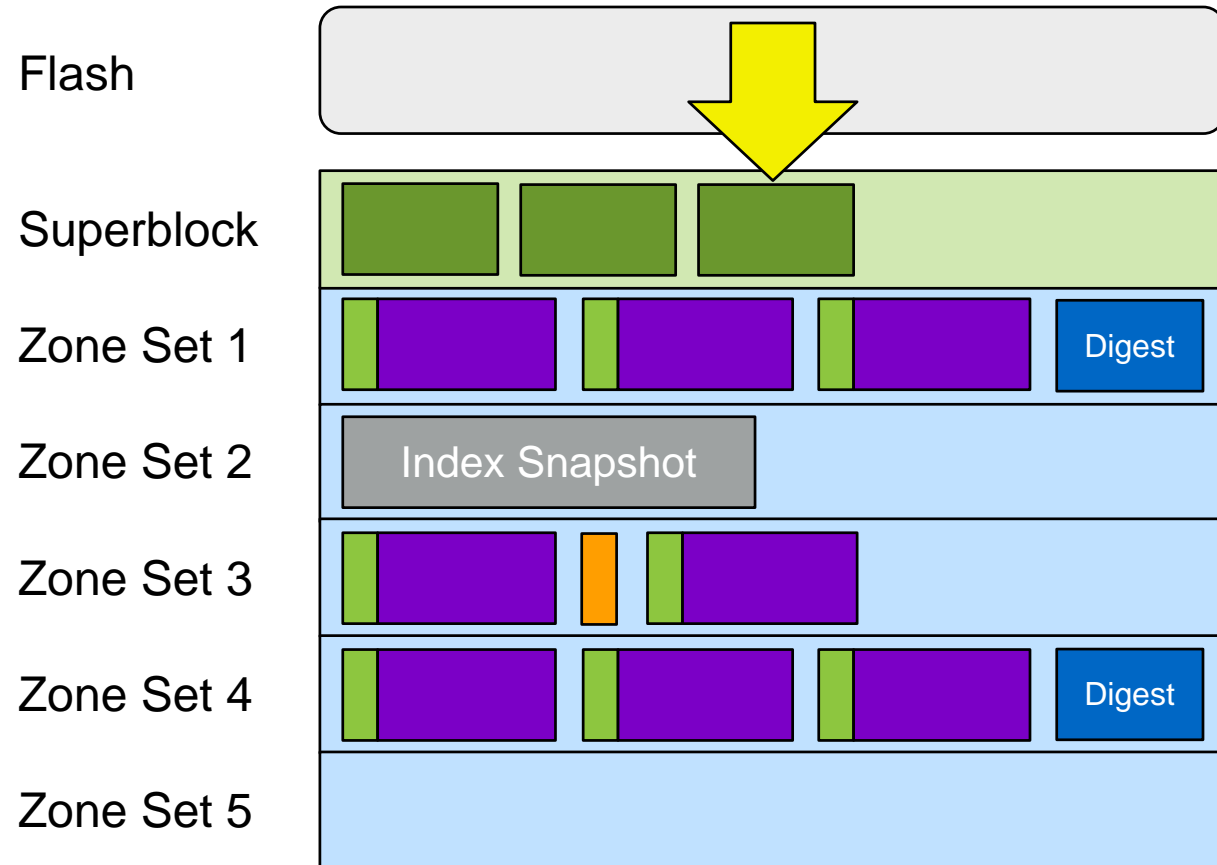 Flash
Superblock
Zone Set 1
Digest
Zone Set 2
Index Snapshot
Zone Set 3
Zone Set 4
Digest
Zone Set 5